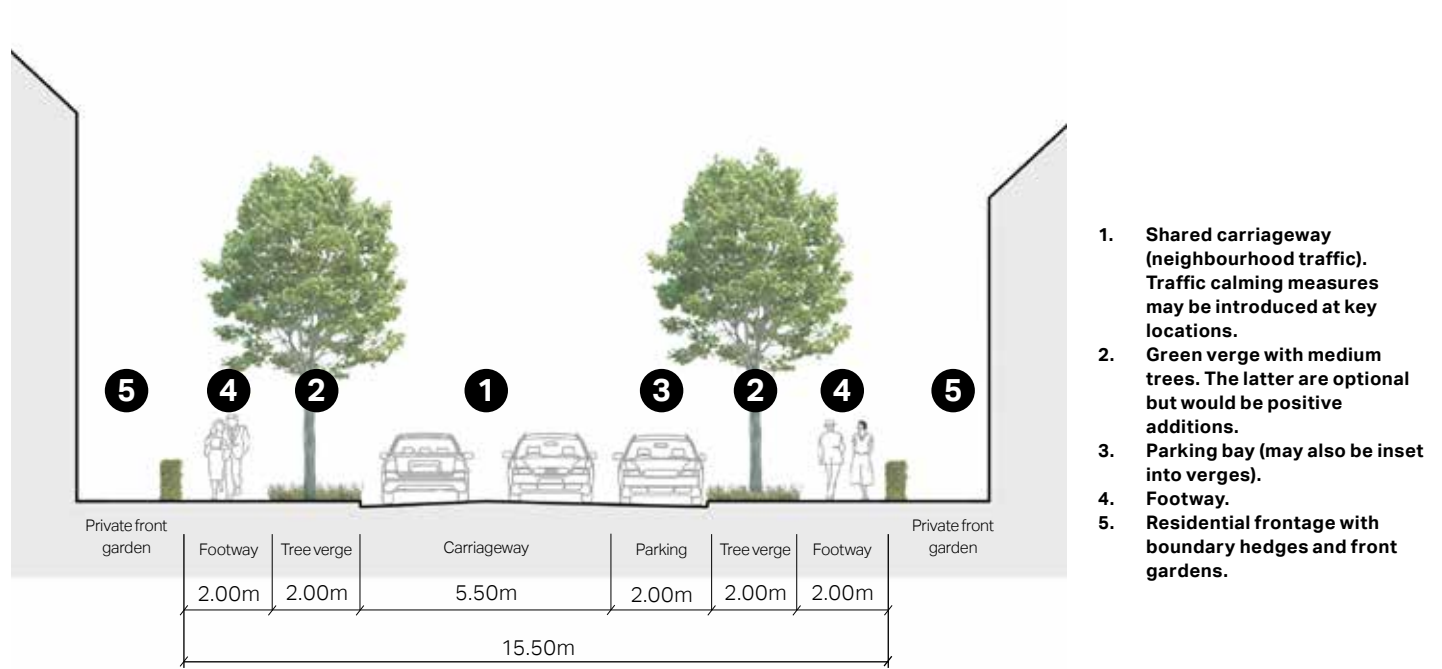 5 4 2 1 3 2 4 5
Private front
garden
Footway
Tree verge
Carriageway
Parking
Tree verge
Footway
Private front
garden
2.00m 2.00m 5.50m 2.00m 2.00m 2.00m
15.50m
1. Shared carriageway
(neighbourhood traffic).
Traffic calming measures
may be introduced at key
locations.
2. Green verge with medium
trees. The latter are optional
but would be positive
additions.
3. Parking bay (may also be inset
into verges).
4. Footway.
5. Residential frontage with
boundary hedges and front
gardens.